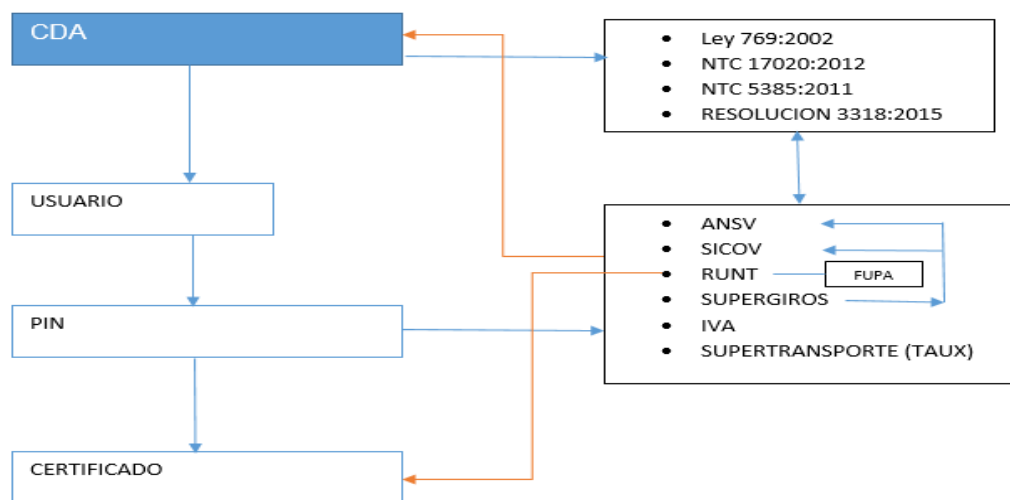 CDA
• Ley 769:2002
• NTC 17020:2012
• NTC 5385:2011
• RESOLUCION 3318:2015
USUARIO
• ANSV
• SICOV
• RUNT
FUPA
• SUPERGIROS
• IVA
• SUPERTRANSPORTE (TAUX)
PIN
CERTIFICADO